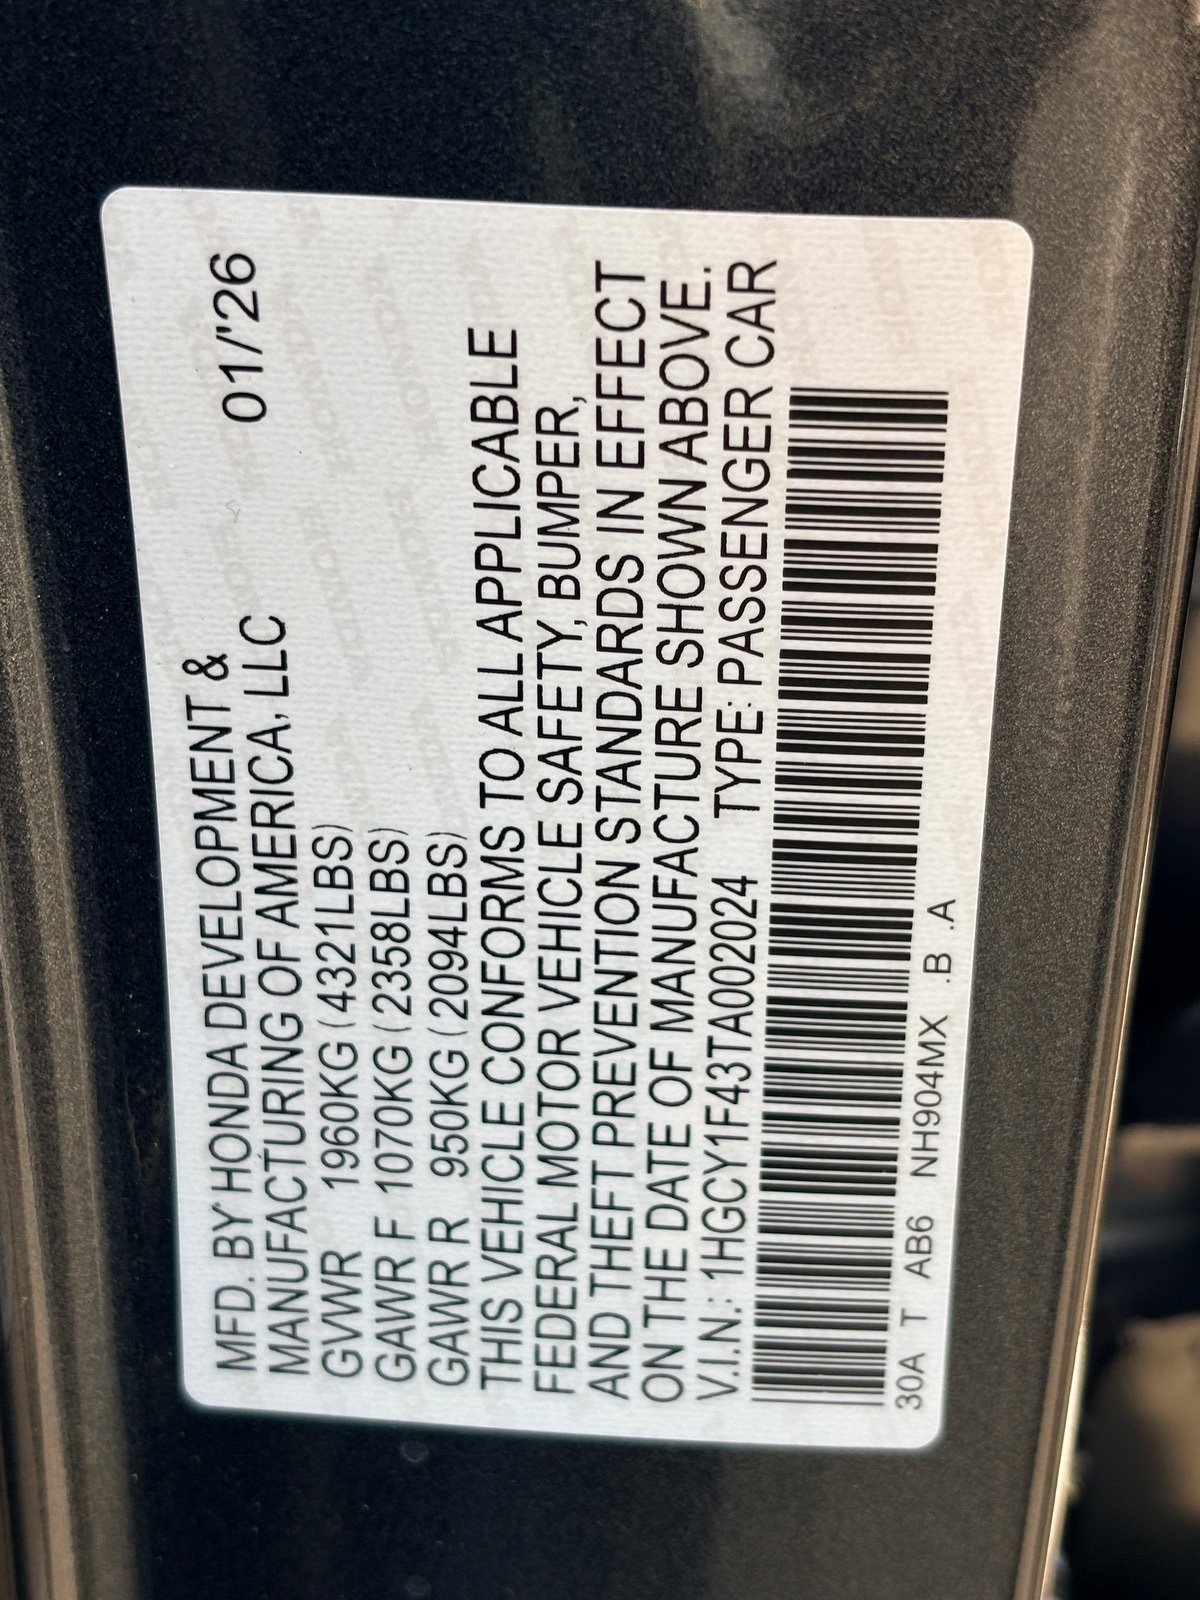 MFD. BY HONDA DEVELOPMENT &
MANUFACTURING OF AMERICA, LLC 01/'26
GVWR 1960KG (4321LBS)
GAWR F 1070KG (2358LBS)
GAWR R 950KG (2094LBS)
THIS VEHICLE CONFORMS TO ALL APPLICABLE
FEDERAL MOTOR VEHICLE SAFETY, BUMPER,
AND THEFT PREVENTION STANDARDS IN EFFECT
ON THE DATE OF MANUFACTURE SHOWN ABOVE.
V.I.N.: 1HGCY1F43TA002024 TYPE: PASSENGER CAR
30A T AB6 NH904MX .B .A